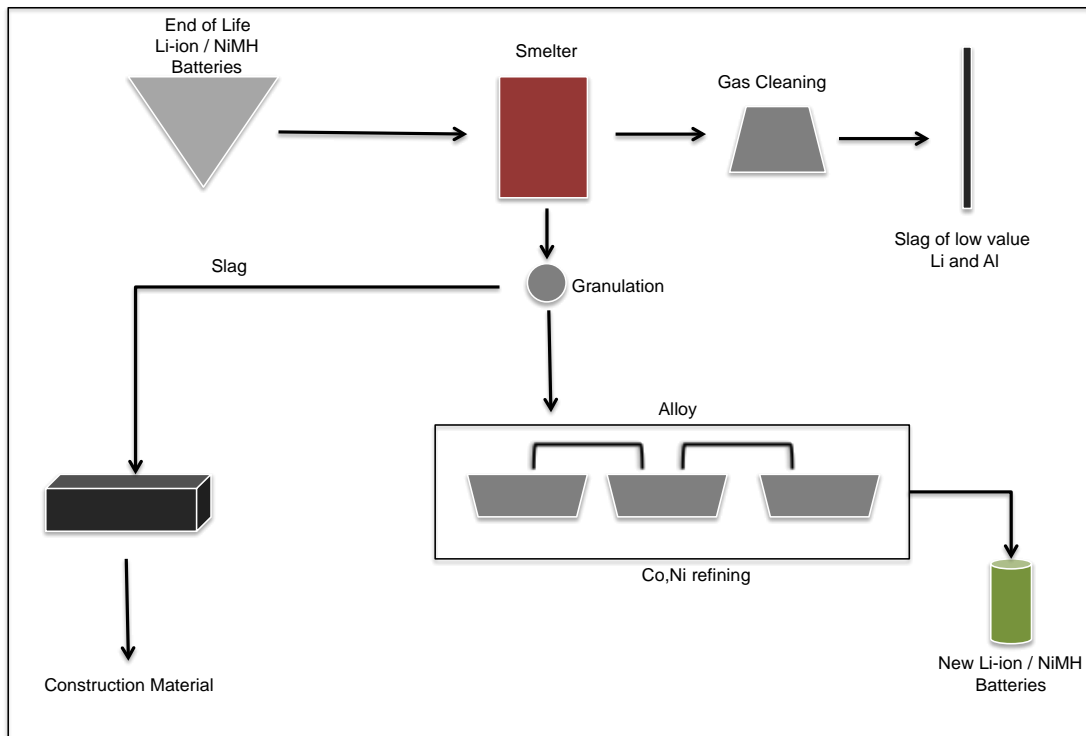 End of Life
Li-ion / NiMH
Batteries
Smelter
Gas Cleaning
Slag of low value
Li and Al
Slag
Granulation
Alloy
Co,Ni refining
Construction Material
New Li-ion / NiMH
Batteries